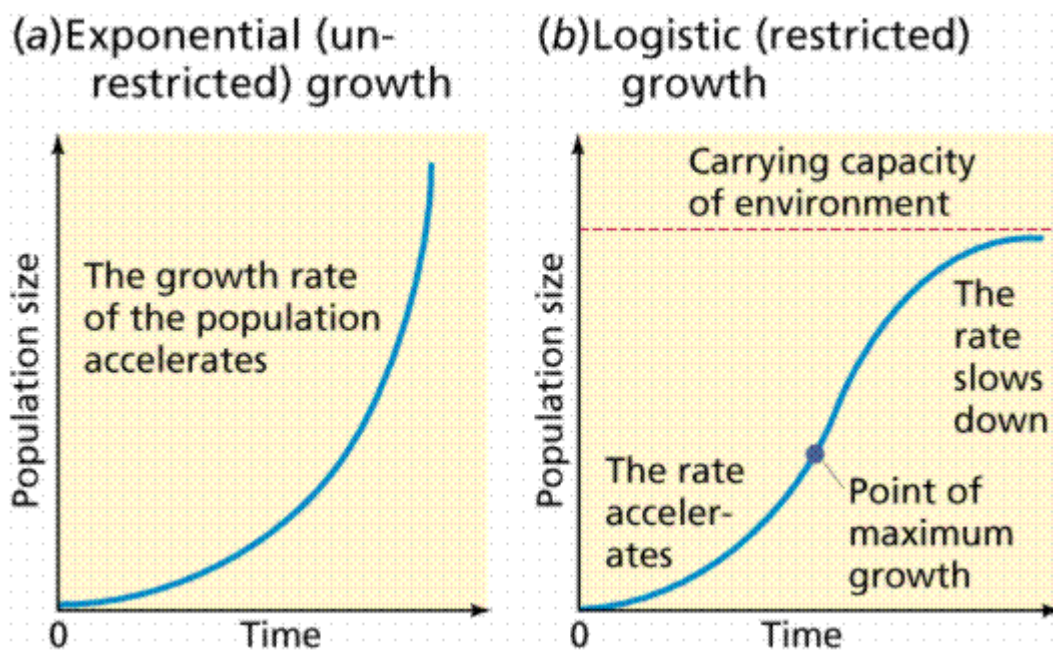 (a)Exponential (un-
restricted) growth
Population size
The growth rate
of the population
accelerates
0
Time
(b)Logistic (restricted)
growth
Population size
Carrying capacity
of environment
The
rate
slows
down
The rate
acceler-
ates
Point of
maximum
growth
0
Time